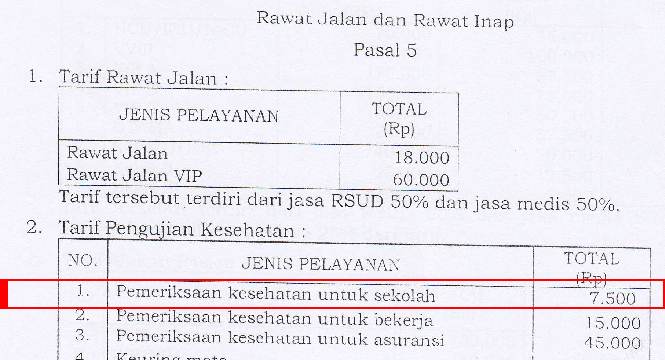 Rawat Jalan dan Rawat Inap
Pasal 5
1. Tarif Rawat Jalan :
JENIS PELAYANAN TOTAL
(Rp)
Rawat Jalan 18.000
Rawat Jalan VIP 60.000
Tarif tersebut terdiri dari jasa RSUD 50% dan jasa medis 50%.
2. Tarif Pengujian Kesehatan :
NO. JENIS PELAYANAN TOTAL
(Rp)
1. Pemeriksaan kesehatan untuk sekolah 7.500
2. Pemeriksaan kesehatan untuk bekerja 15.000
3. Pemeriksaan kesehatan untuk asuransi 45.000
4. Keuring mata